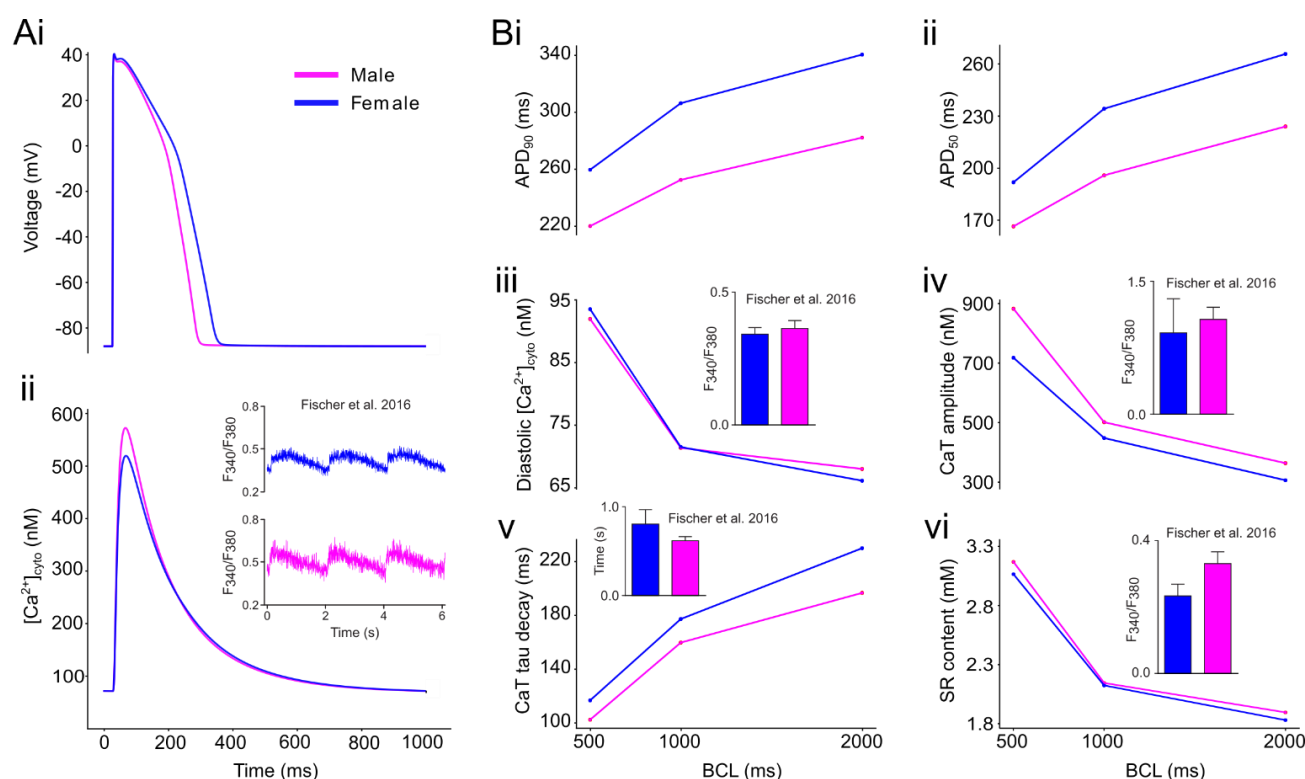 Ai
40
20
0
-20
-40
-60
-80
Voltage (mV)
Male
Female
ii
600
500
400
300
200
100
[Ca2+]cyto (nM)
0
200
400
600
800
1000
Time (ms)
Fischer et al. 2016
0.8
0.5
0.2
F340/F380
0.8
0.5
0.2
F340/F380
0
2
4
6
Time (s)
Bi
340
300
260
220
APD90 (ms)
ii
260
230
200
170
APD50 (ms)
iii
95
85
75
65
Diastolic [Ca2+]cyto (nM)
0.5
0.0
F340/F380
Fischer et al. 2016
iv
900
700
500
300
CaT amplitude (nM)
1.5
0.0
F340/F380
Fischer et al. 2016
v
220
180
140
100
CaT tau decay (ms)
1.0
0.0
Time (s)
Fischer et al. 2016
500
1000
2000
BCL (ms)
vi
3.3
2.8
2.3
1.8
SR content (mM)
0.4
0.0
F340/F380
Fischer et al. 2016
500
1000
2000
BCL (ms)